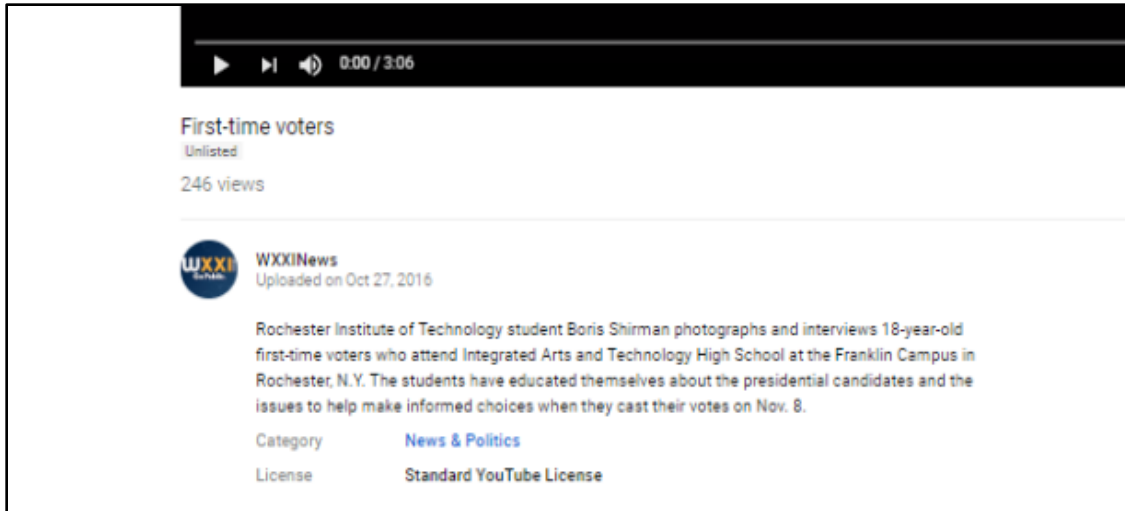 0:00 / 3:06
First-time voters
Unlisted
246 views
WXXI
Go Public.
WXXINews
Uploaded on Oct 27, 2016
Rochester Institute of Technology student Boris Shirman photographs and interviews 18-year-old
first-time voters who attend Integrated Arts and Technology High School at the Franklin Campus in
Rochester, N.Y. The students have educated themselves about the presidential candidates and the
issues to help make informed choices when they cast their votes on Nov. 8.
Category News & Politics
License Standard YouTube License